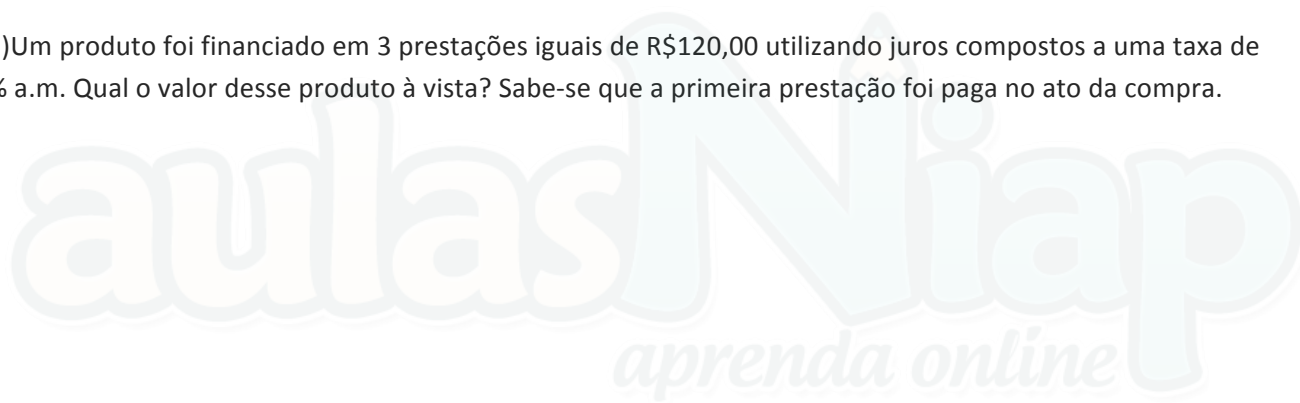 )Um produto foi financiado em 3 prestações iguais de R$120,00 utilizando juros compostos a uma taxa de
% a.m. Qual o valor desse produto à vista? Sabe-se que a primeira prestação foi paga no ato da compra.
aulasNiap
aprenda online